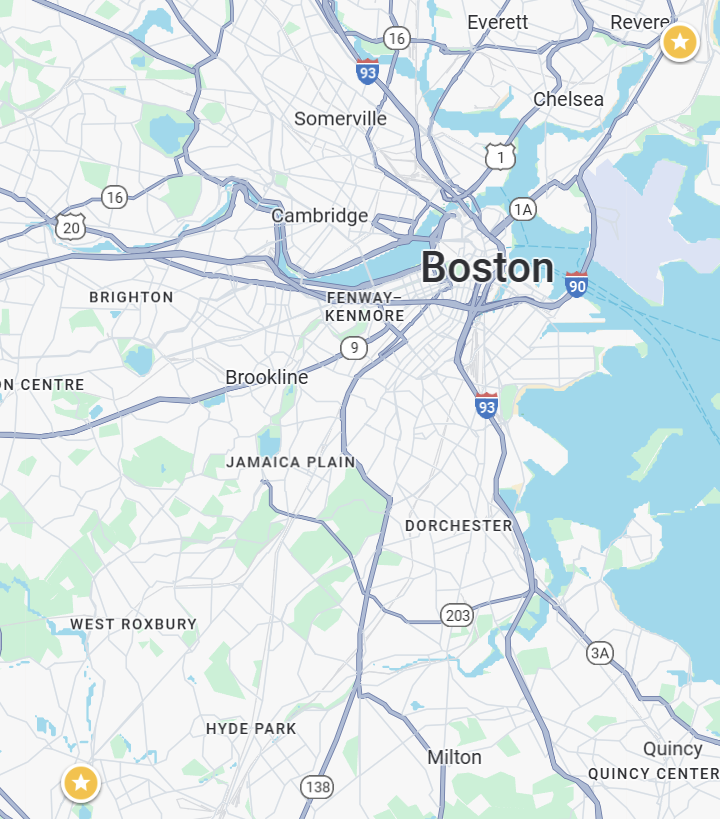 Everett
Revere
16
93
Chelsea
Somerville
1
16
1A
20
Cambridge
Boston
90
BRIGHTON
FENWAY–
KENMORE
9
Brookline
ON CENTRE
93
JAMAICA PLAIN
DORCHESTER
203
WEST ROXBURY
3A
HYDE PARK
Quincy
Milton
QUINCY CENTER
138